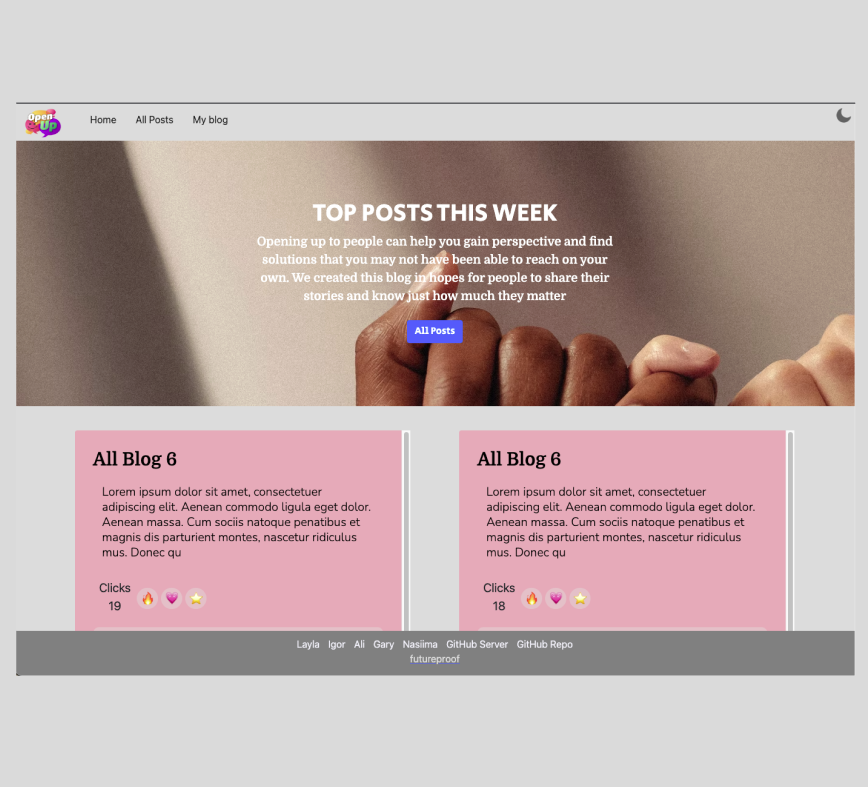 Open
Up
Home All Posts My blog
TOP POSTS THIS WEEK
Opening up to people can help you gain perspective and find
solutions that you may not have been able to reach on your
own. We created this blog in hopes for people to share their
stories and know just how much they matter
All Posts
All Blog 6
Lorem ipsum dolor sit amet, consectetuer
adipiscing elit. Aenean commodo ligula eget dolor.
Aenean massa. Cum sociis natoque penatibus et
magnis dis parturient montes, nascetur ridiculus
mus. Donec qu
Clicks
19
All Blog 6
Lorem ipsum dolor sit amet, consectetuer
adipiscing elit. Aenean commodo ligula eget dolor.
Aenean massa. Cum sociis natoque penatibus et
magnis dis parturient montes, nascetur ridiculus
mus. Donec qu
Clicks
18
Layla Igor Ali Gary Nasiima GitHub Server GitHub Repo
futureproof